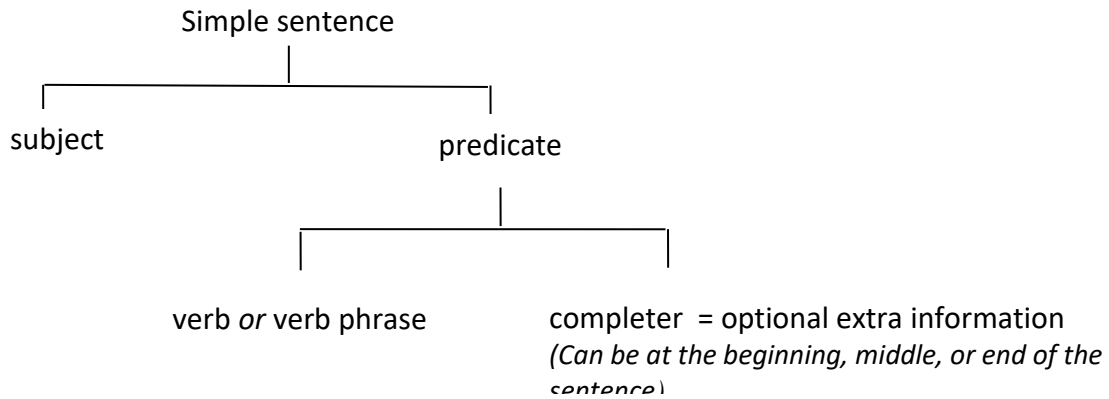 Simple sentence
subject
predicate
verb or verb phrase
completer = optional extra information
(Can be at the beginning, middle, or end of the
sentence)